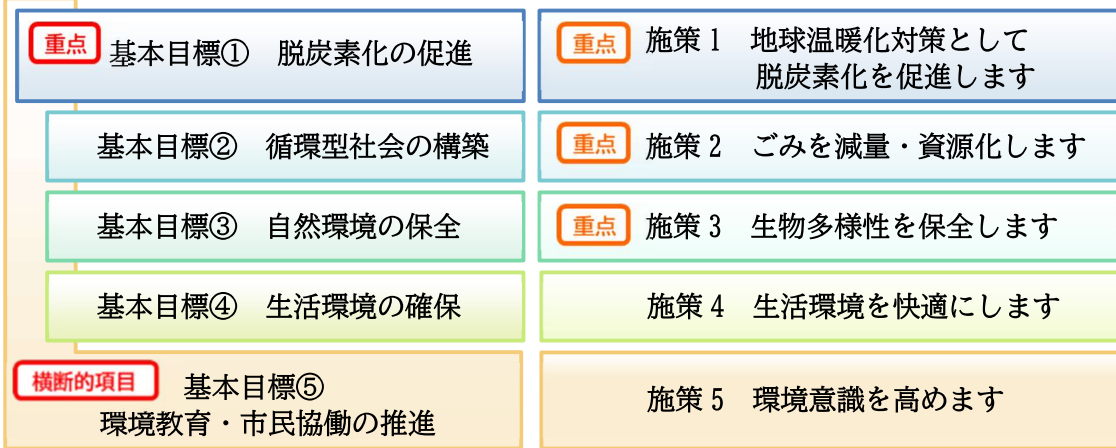 重点 基本目標① 脱炭素化の促進
重点 施策1 地球温暖化対策として
脱炭素化を促進します
基本目標② 循環型社会の構築
重点 施策2 ごみを減量・資源化します
基本目標③ 自然環境の保全
重点 施策3 生物多様性を保全します
基本目標④ 生活環境の確保
施策4 生活環境を快適にします
横断的項目 基本目標⑤
環境教育・市民協働の推進
施策5 環境意識を高めます